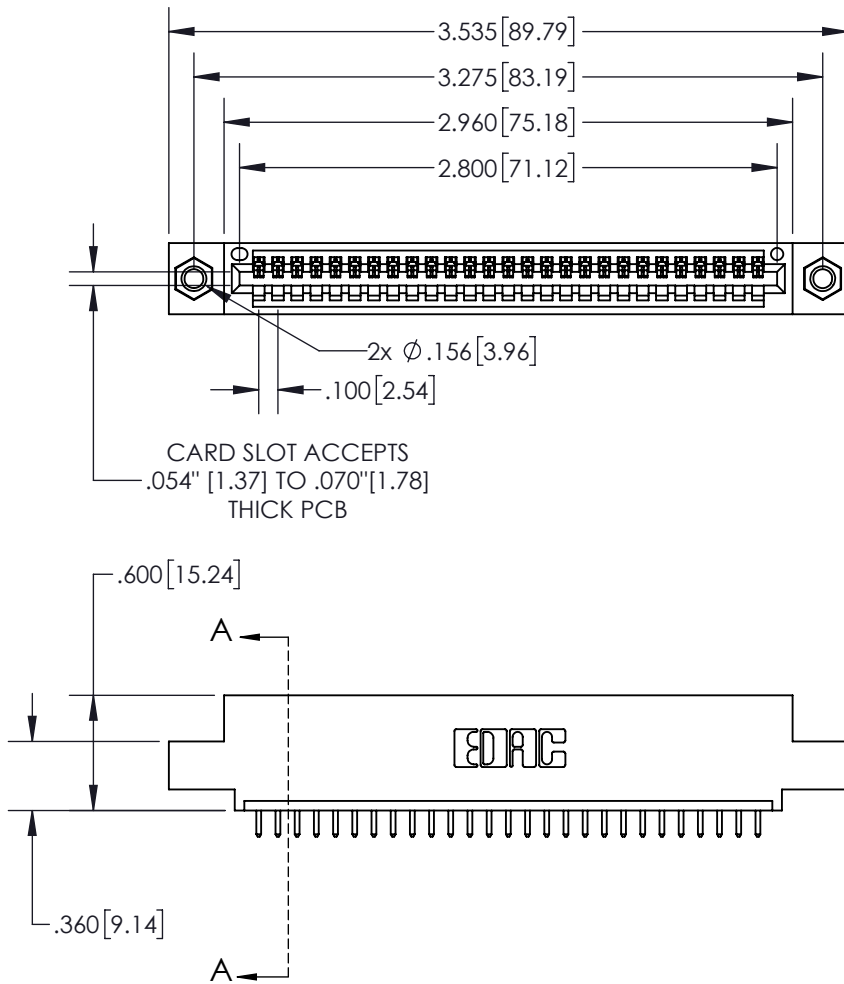 3.535[89.79]
3.275[83.19]
2.960[75.18]
2.800[71.12]
2x ∅.156[3.96]
.100[2.54]
CARD SLOT ACCEPTS
.054" [1.37] TO .070"[1.78]
THICK PCB
.600[15.24]
A
EDAC
.360[9.14]
A